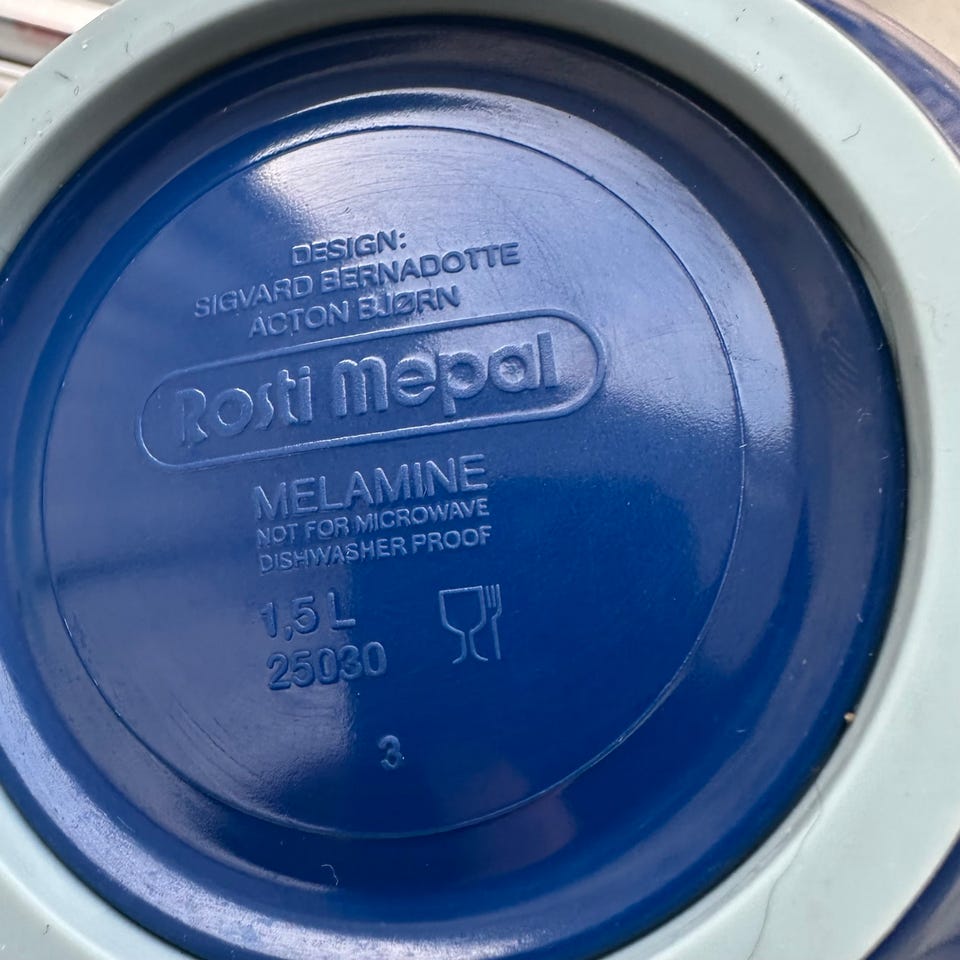 DESIGN:
SIGVARD BERNADOTTE
ACTON BJØRN
Rosti mepal
MELAMINE
NOT FOR MICROWAVE
DISHWASHER PROOF
1,5 L
25030
3